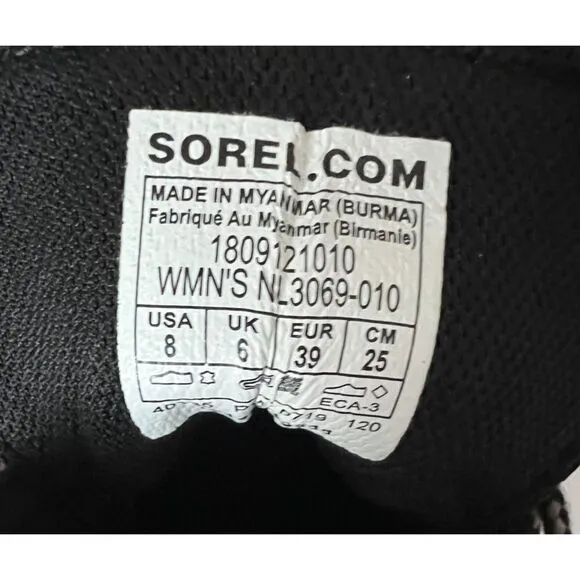 SOREL.COM
MADE IN MYANMAR (BURMA)
Fabriqué Au Myanmar (Birmanie)
1809121010
WMN'S NL3069-010
USA UK EUR CM
8 6 39 25
ECA-3
120